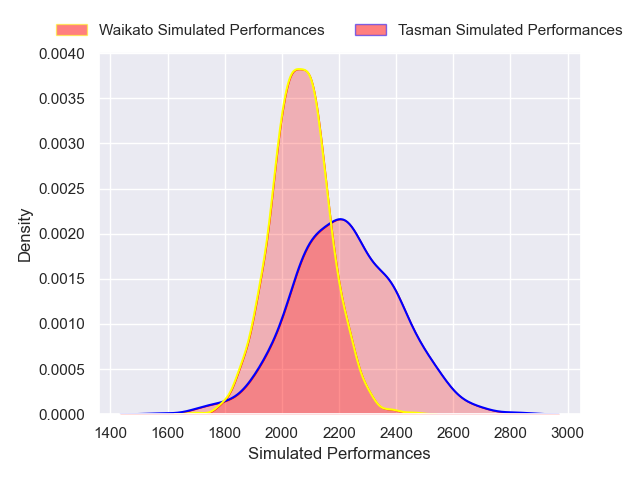 Waikato Simulated Performances
Tasman Simulated Performances
0.0040
0.0035
0.0030
0.0025
0.0020
0.0015
0.0010
0.0005
0.0000
Density
1400 1600 1800 2000 2200 2400 2600 2800 3000
Simulated Performances